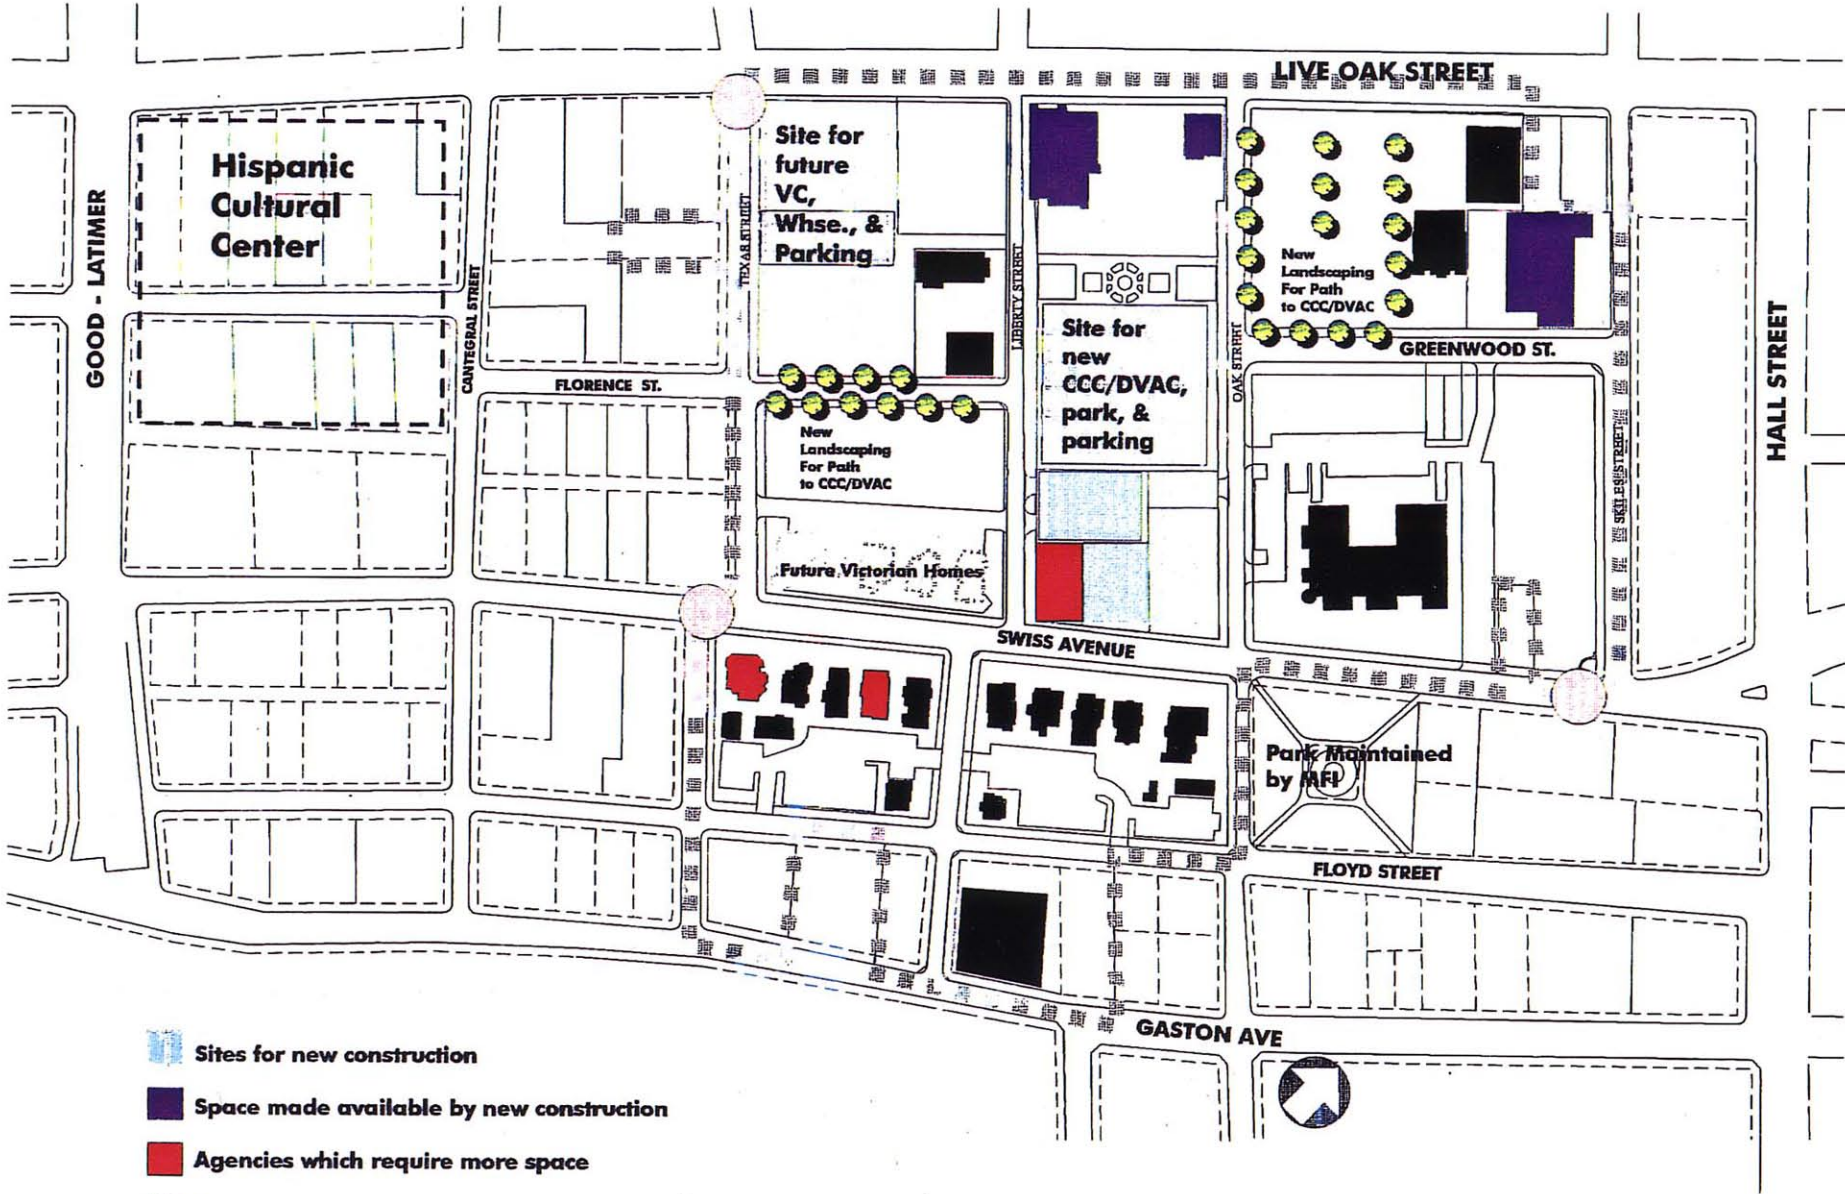 LIVE OAK STREET
Hispanic
Cultural
Center
Site for
future
VC,
Whse., &
Parking
GOOD - LATIMER
CANTEGRAL STREET
TEXAS STREET
LIBERTY STREET
OAK STREET
New
Landscaping
For Path
to CCC/DVAC
Site for
new
CCC/DVAC,
park, &
parking
GREENWOOD ST.
FLORENCE ST.
HALL STREET
SKILES STREET
New
Landscaping
For Path
to CCC/DVAC
Future Victorian Homes
SWISS AVENUE
Park Maintained
by MFI
FLOYD STREET
GASTON AVE
Sites for new construction
Space made available by new construction
Agencies which require more space